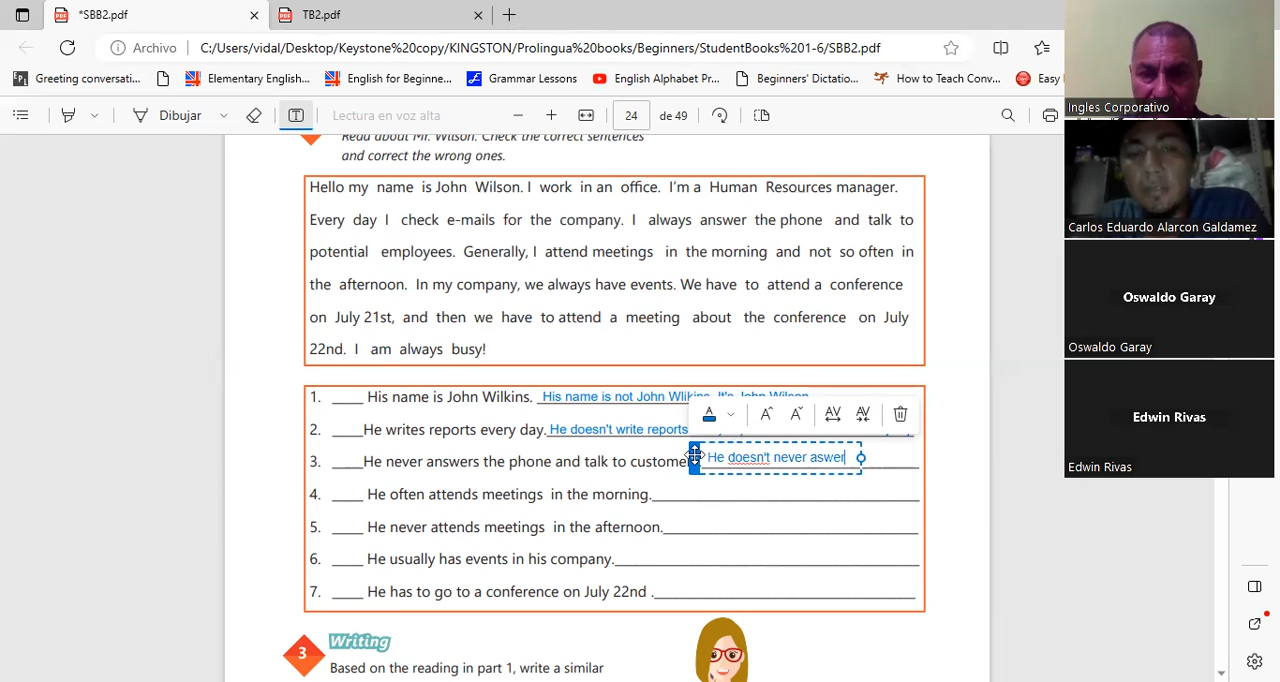 *SBB2.pdf
TB2.pdf
Archivo
C:/Users/vidal/Desktop/Keystone%20copy/KINGSTON/Prolingua%20books/Beginners/StudentBooks%201-6/SBB2.pdf
Greeting conversati...
Elementary English...
English for Beginne...
Grammar Lessons
English Alphabet Pr...
Beginners' Dictatio...
How to Teach Conv...
Easy
Dibujar
Lectura en voz alta
24
de 49
Read about Mr. Wilson. Check the correct sentences
and correct the wrong ones.
Hello my name is John Wilson. I work in an office. I'm a Human Resources manager.
Every day I check e-mails for the company. I always answer the phone and talk to
potential employees. Generally, I attend meetings in the morning and not so often in
the afternoon. In my company, we always have events. We have to attend a conference
on July 21st, and then we have to attend a meeting about the conference on July
22nd. I am always busy!
1. ____ His name is John Wilkins. His name is not John Wlikins. It's John Wilson
2. ____He writes reports every day. He doesn't write reports
3. ____He never answers the phone and talk to custome He doesn't never aswer
4. ____ He often attends meetings in the morning.
5. ____ He never attends meetings in the afternoon.
6. ____ He usually has events in his company.
7. ____ He has to go to a conference on July 22nd .
3
Writing
Based on the reading in part 1, write a similar
Ingles Corporativo
Carlos Eduardo Alarcon Galdamez
Oswaldo Garay
Oswaldo Garay
Edwin Rivas
Edwin Rivas